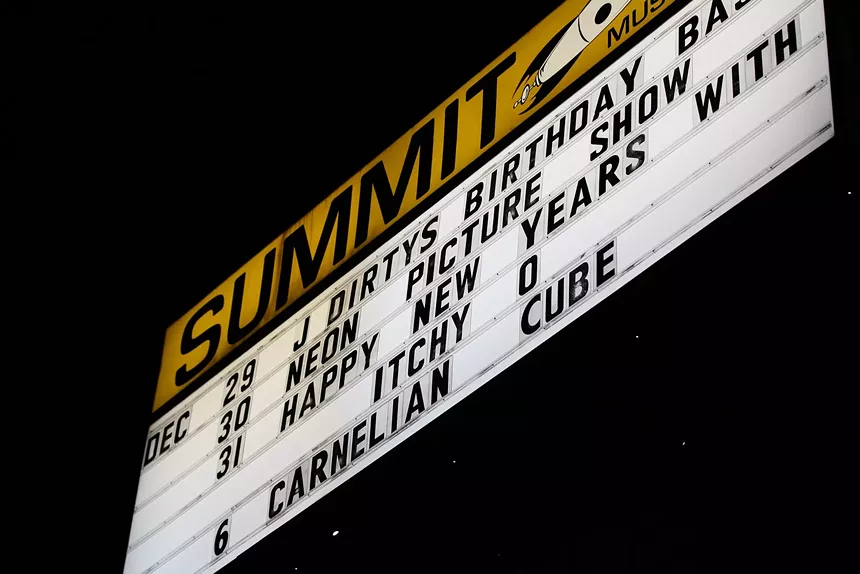 SUMMIT MUS
DEC 29 J DIRTYS BIRTHDAY BAS
30 NEON PICTURE SHOW
31 HAPPY NEW YEARS WITH
ITCHY O
6 CARNELIAN CUBE